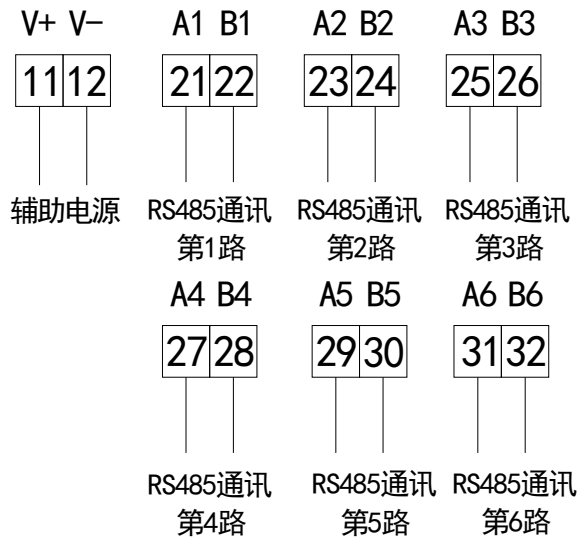 V+ V- A1 B1 A2 B2 A3 B3
11 12 21 22 23 24 25 26
辅助电源 RS485通讯 RS485通讯 RS485通讯
第1路 第2路 第3路
A4 B4 A5 B5 A6 B6
27 28 29 30 31 32
RS485通讯 RS485通讯 RS485通讯
第4路 第5路 第6路